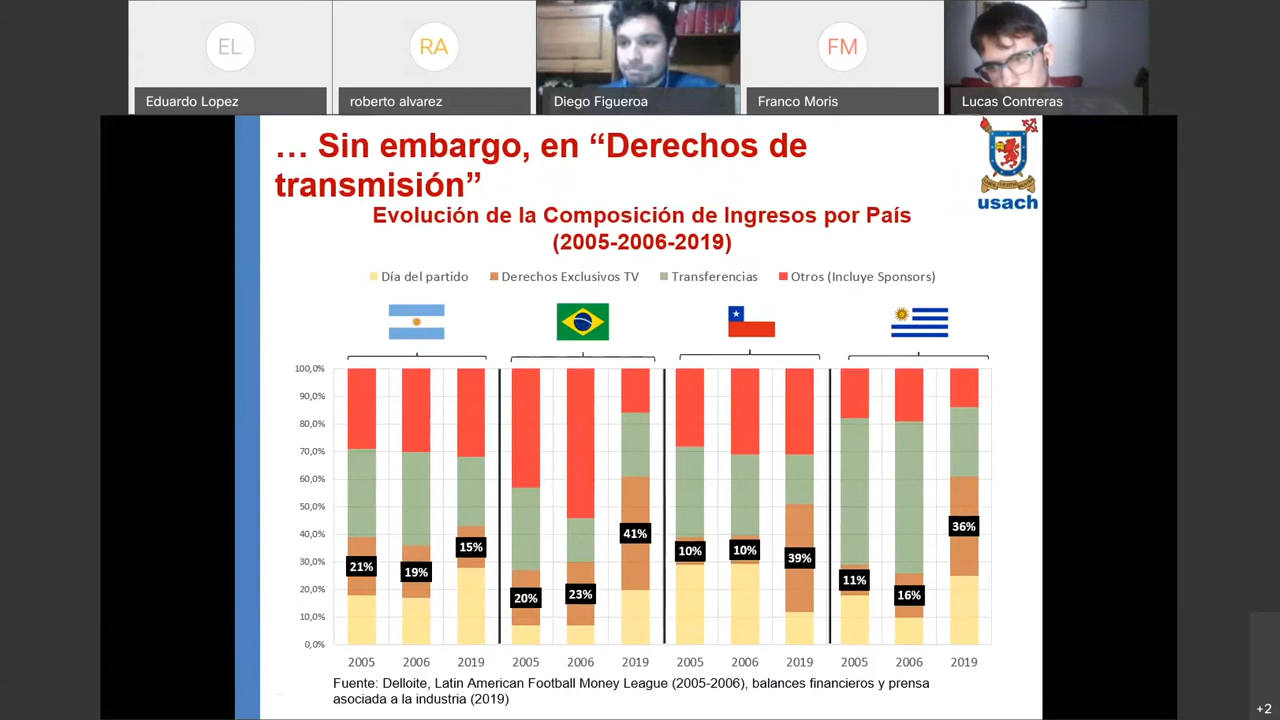 EL
RA
FM
Eduardo Lopez
roberto alvarez
Diego Figueroa
Franco Moris
Lucas Contreras
… Sin embargo, en “Derechos de
transmisión”
usach
Evolución de la Composición de Ingresos por País
(2005-2006-2019)
Día del partido
Derechos Exclusivos TV
Transferencias
Otros (Incluye Sponsors)
100,0%
90,0%
80,0%
70,0%
60,0%
50,0%
40,0%
30,0%
20,0%
10,0%
0,0%
21%
19%
15%
20%
23%
41%
10%
10%
39%
11%
16%
36%
2005 2006 2019 2005 2006 2019 2005 2006 2019 2005 2006 2019
Fuente: Delloite, Latin American Football Money League (2005-2006), balances financieros y prensa
asociada a la industria (2019)
+2